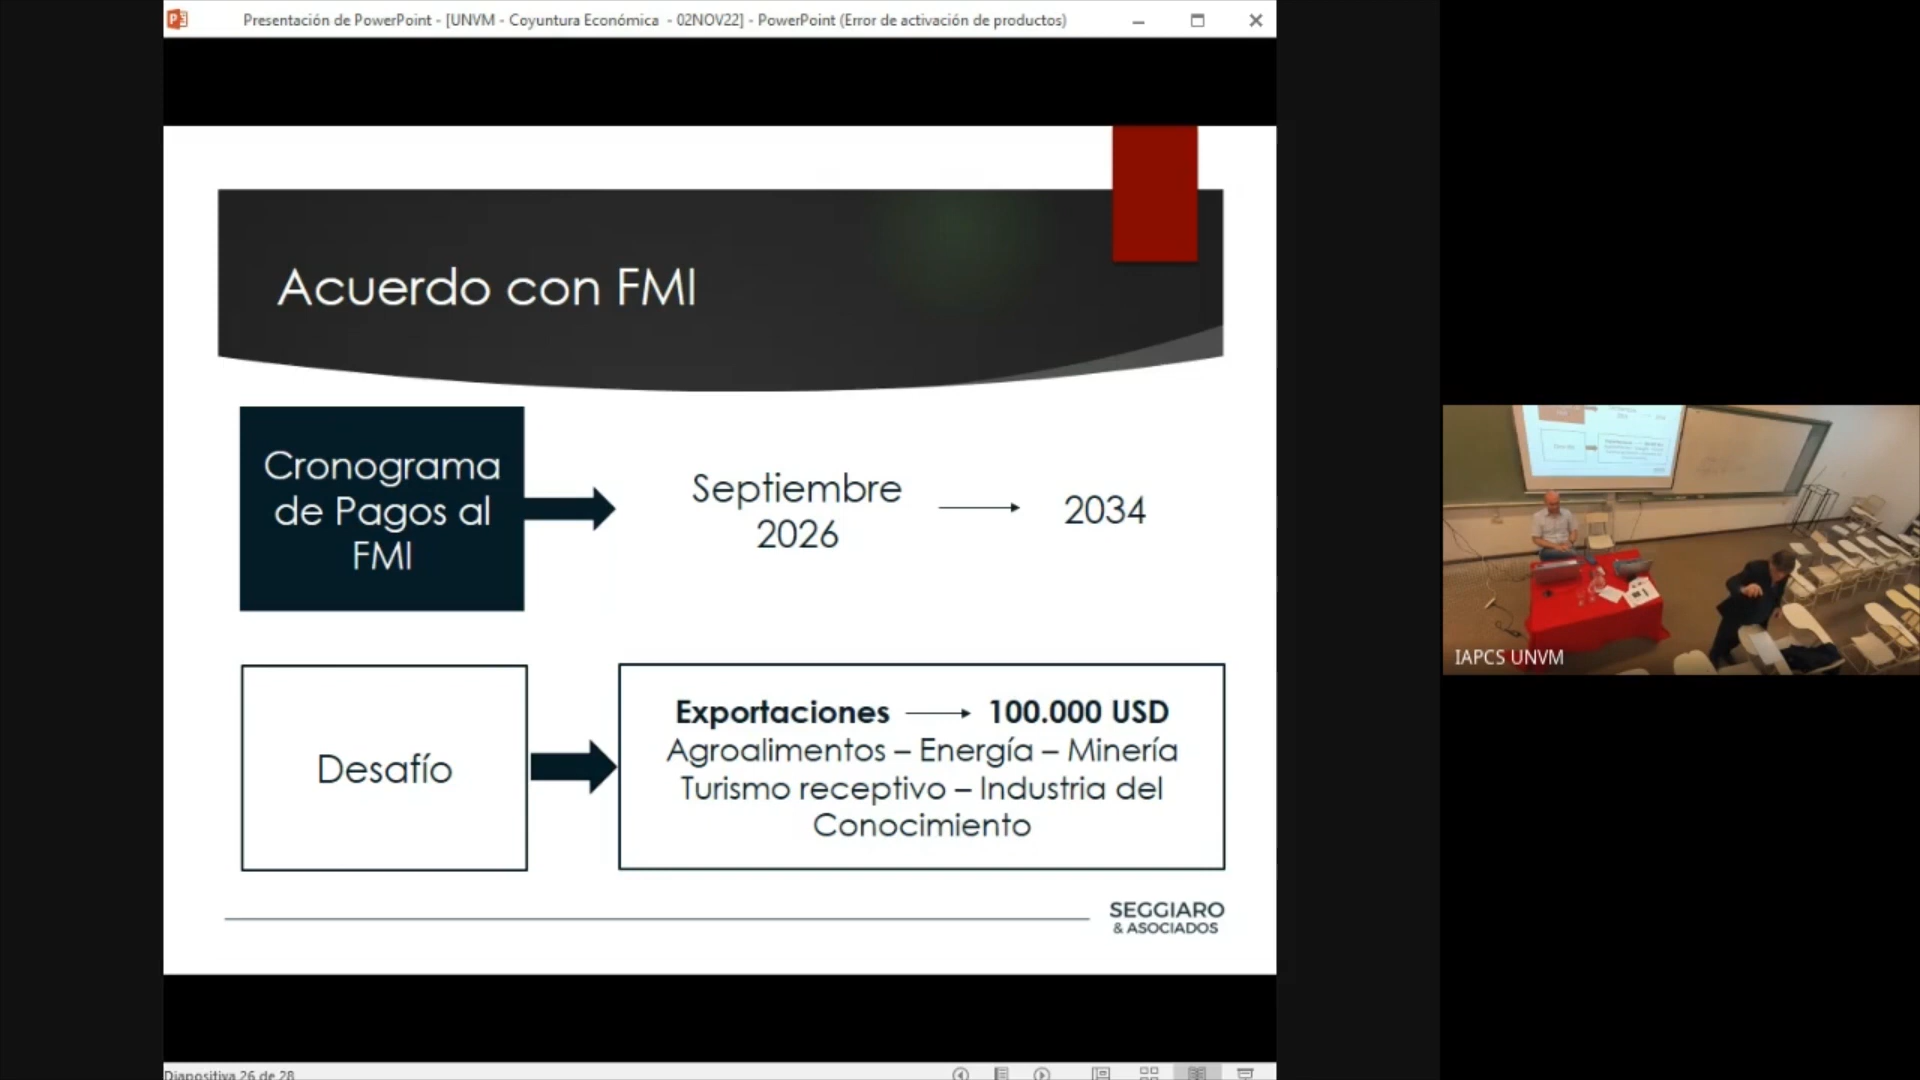 Presentación de PowerPoint - [UNVM - Coyuntura Económica - 02NOV22] - PowerPoint (Error de activación de productos)
Acuerdo con FMI
Cronograma
de Pagos al
FMI
Septiembre
2026
2034
Desafío
Exportaciones 100.000 USD
Agroalimentos – Energía – Minería
Turismo receptivo – Industria del
Conocimiento
SEGGIARO
& ASOCIADOS
Diapositiva 26 de 28
IAPCS UNVM